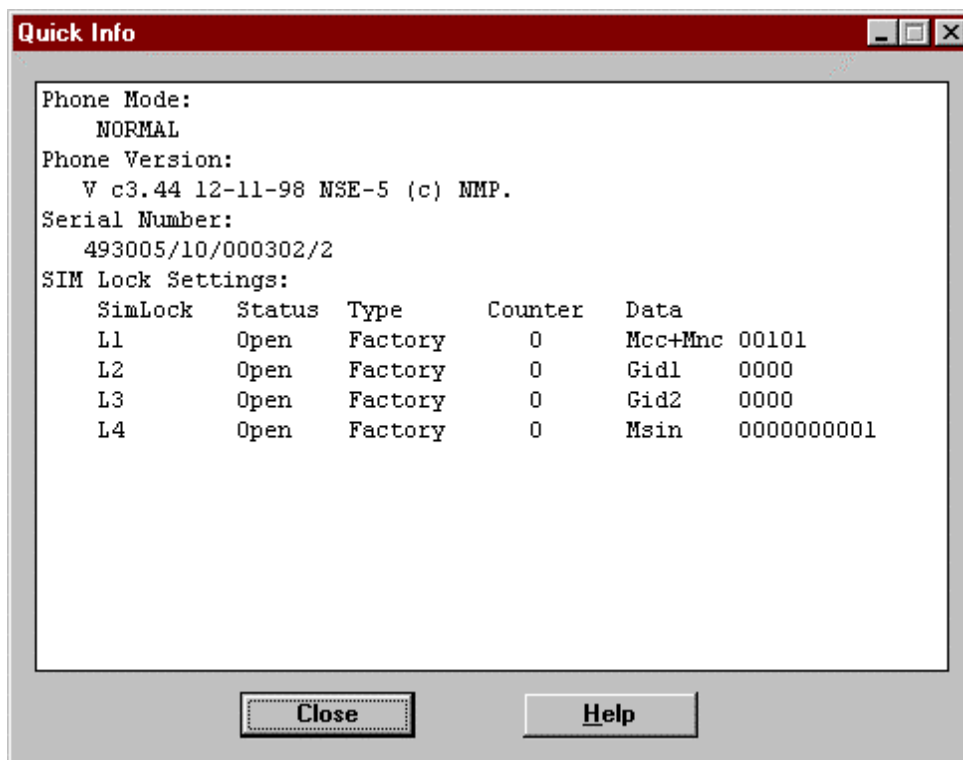 Quick Info
Phone Mode:
NORMAL
Phone Version:
V c3.44 12-11-98 NSE-5 (c) NMP.
Serial Number:
493005/10/000302/2
SIM Lock Settings:
SimLock Status Type Counter Data
L1 Open Factory 0 Mcc+Mnc 00101
L2 Open Factory 0 Gid1 0000
L3 Open Factory 0 Gid2 0000
L4 Open Factory 0 Msin 0000000001
Close Help